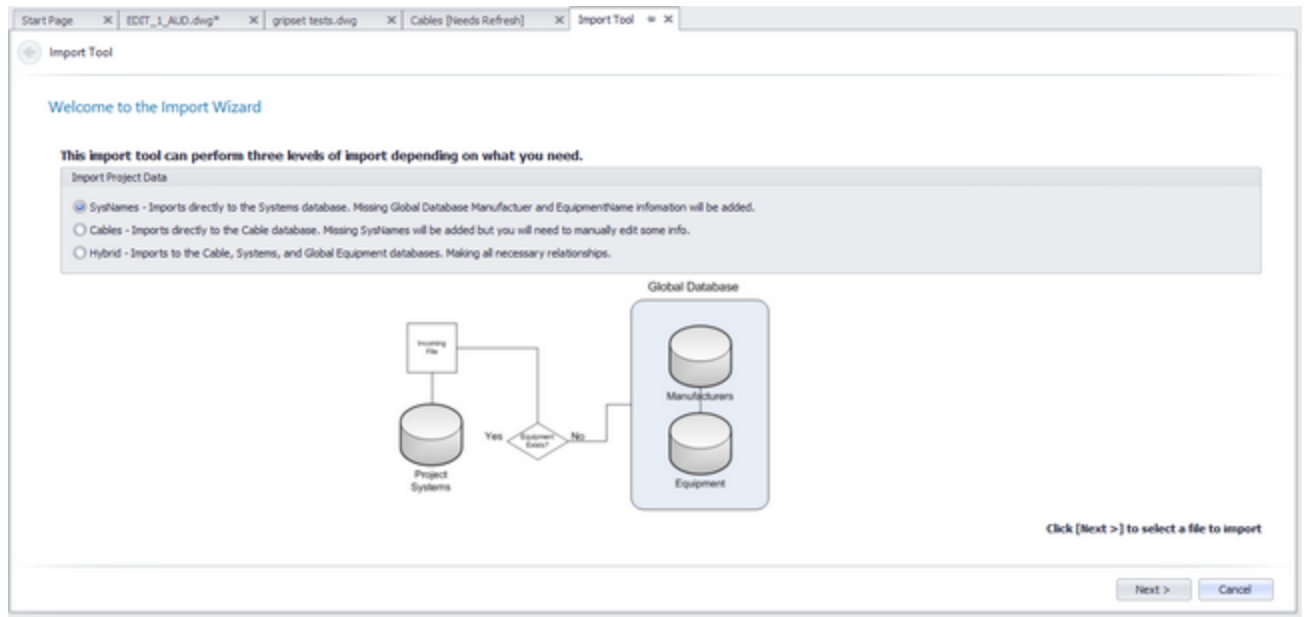 Start Page
EDIT_1_AUD.dwg*
gripset tests.dwg
Cables [Needs Refresh]
Import Tool
Import Tool
Welcome to the Import Wizard
This import tool can perform three levels of import depending on what you need.
Import Project Data
SysNames - Imports directly to the Systems database. Missing Global Database Manufactuer and EquipmentName infomation will be added.
Cables - Imports directly to the Cable database. Missing SysNames will be added but you will need to manually edit some info.
Hybrid - Imports to the Cable, Systems, and Global Equipment databases. Making all necessary relationships.
Global Database
Incoming
File
Manufacturers
Yes
Equipment
Exists?
No
Project
Systems
Equipment
Click [Next >] to select a file to import
Next >
Cancel